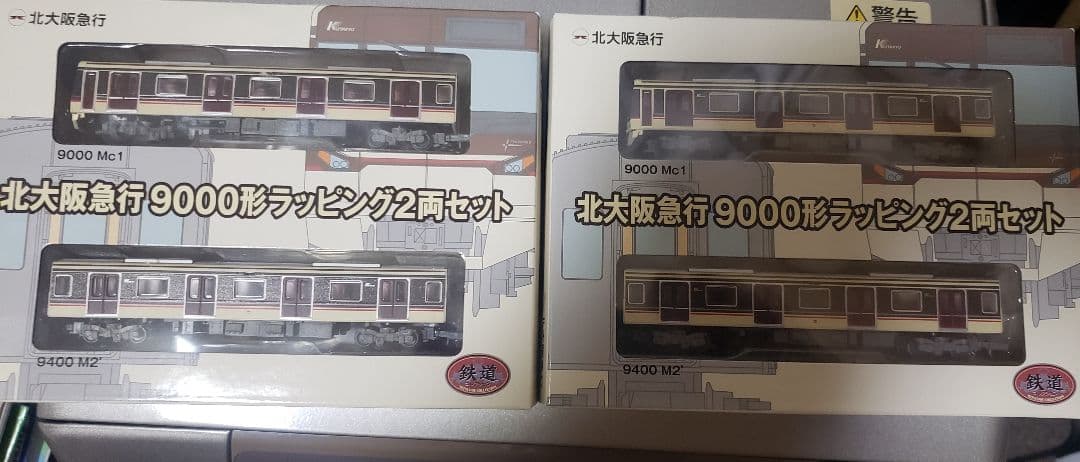 北大阪急行
9000 Mc1
北大阪急行 9000形ラッピング2両セット
9400 M2'
鉄道
北大阪急行
9000 Mc1
北大阪急行 9000形ラッピング2両セット
9400 M2'
鉄道
警告